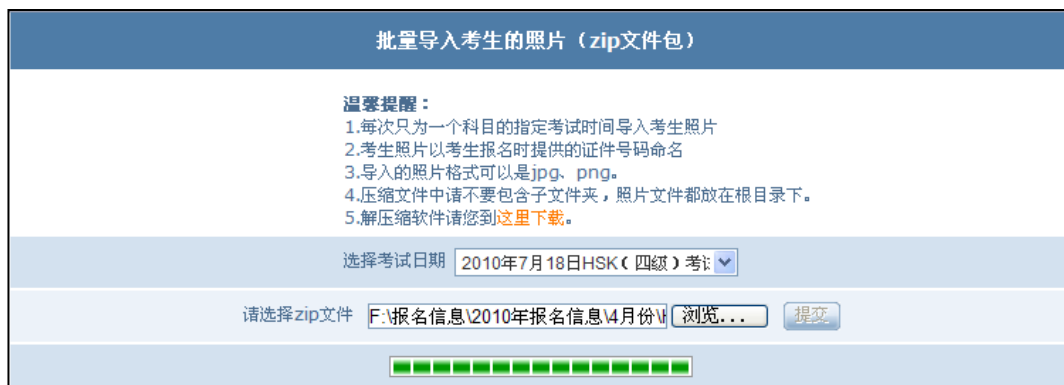 批量导入考生的照片（zip文件包）
温馨提醒：
1.每次只为一个科目的指定考试时间导入考生照片
2.考生照片以考生报名时提供的证件号码命名
3.导入的照片格式可以是jpg、png。
4.压缩文件中请不要包含子文件夹，照片文件都放在根目录下。
5.解压缩软件请您到这里下载。
选择考试日期 2010年7月18日HSK（四级）考
请选择zip文件 F:\报名信息\2010年报名信息\4月份\ 浏览... 提交